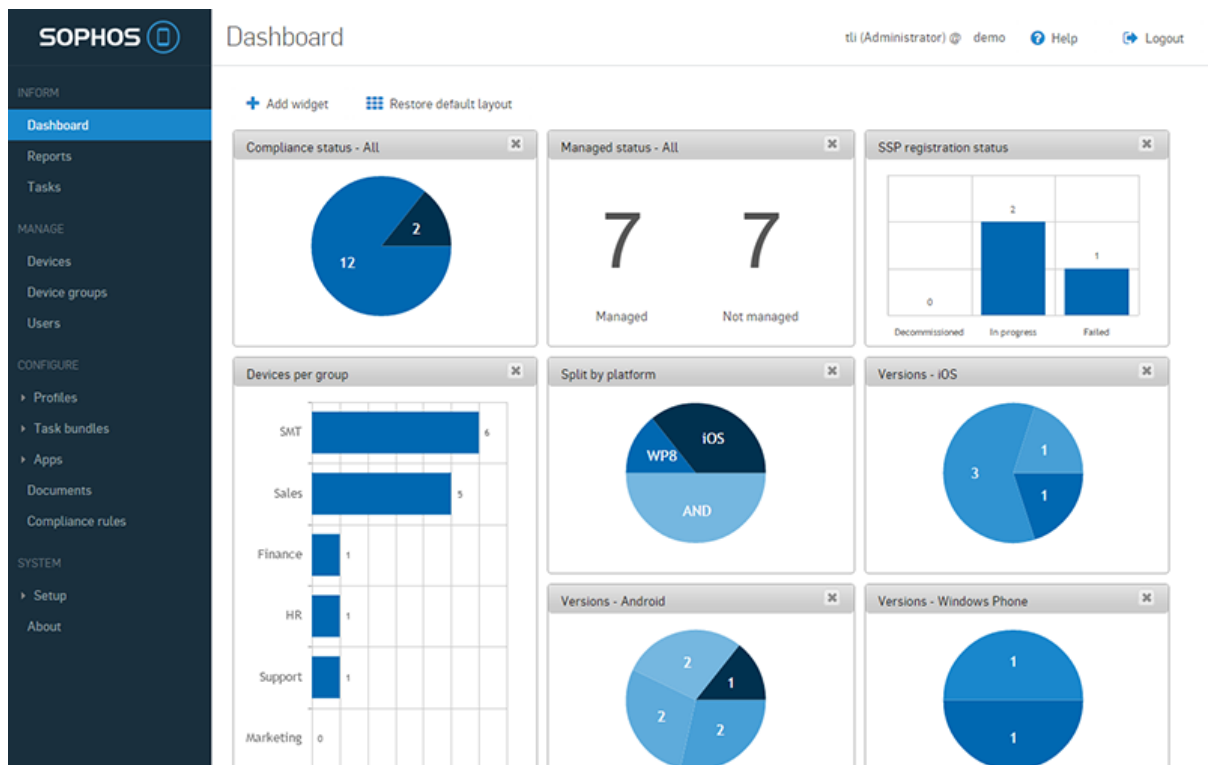 SOPHOS
Dashboard
tli (Administrator) @ demo Help Logout
INFORM
Dashboard
Reports
Tasks
MANAGE
Devices
Device groups
Users
CONFIGURE
Profiles
Task bundles
Apps
Documents
Compliance rules
SYSTEM
Setup
About
Add widget Restore default layout
Compliance status - All
2
12
Managed status - All
7 7
Managed Not managed
SSP registration status
2
1
0
Decommissioned In progress Failed
Devices per group
SMT 6
Sales 5
Finance 1
HR 1
Support 1
Marketing 0
Split by platform
iOS
WP8
AND
Versions - iOS
1
3
1
Versions - Android
2
1
2
2
Versions - Windows Phone
1
1